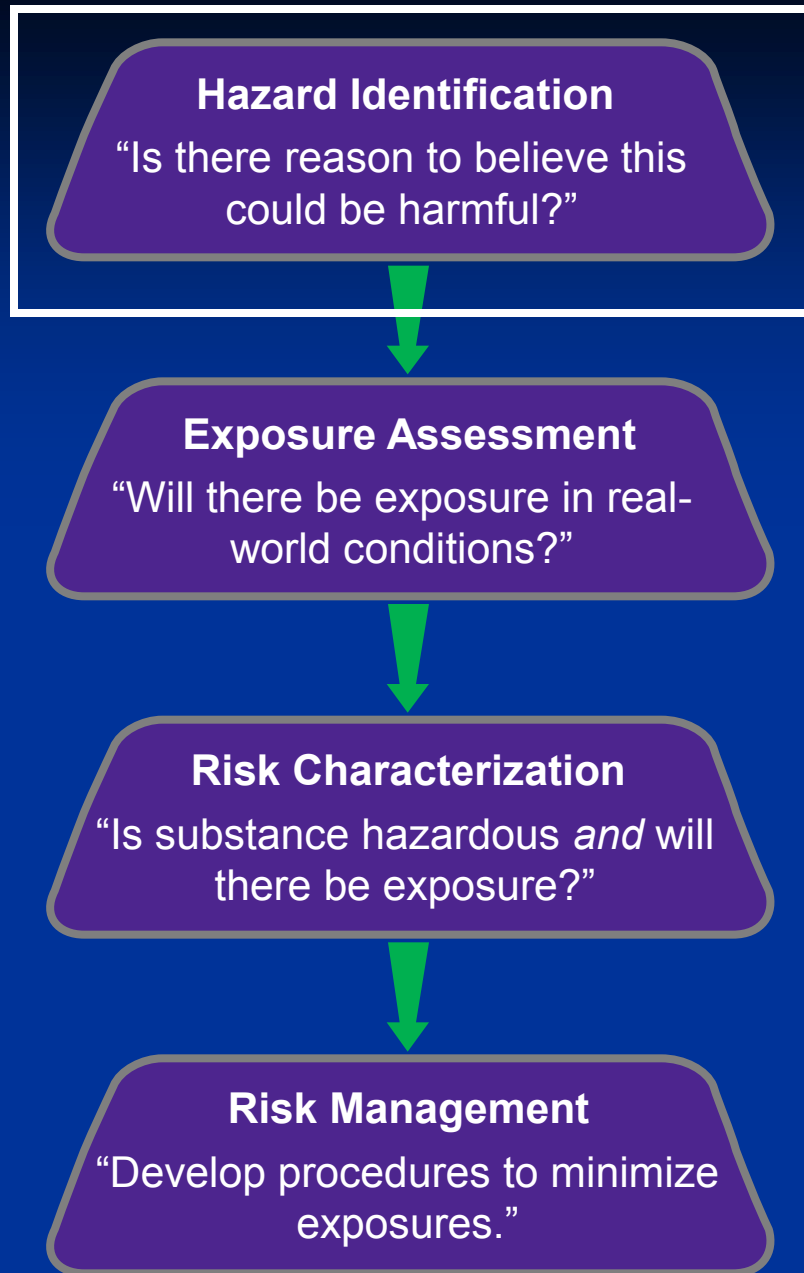 Hazard Identification
“Is there reason to believe this
could be harmful?”
Exposure Assessment
“Will there be exposure in real-
world conditions?”
Risk Characterization
“Is substance hazardous and will
there be exposure?”
Risk Management
“Develop procedures to minimize
exposures.”